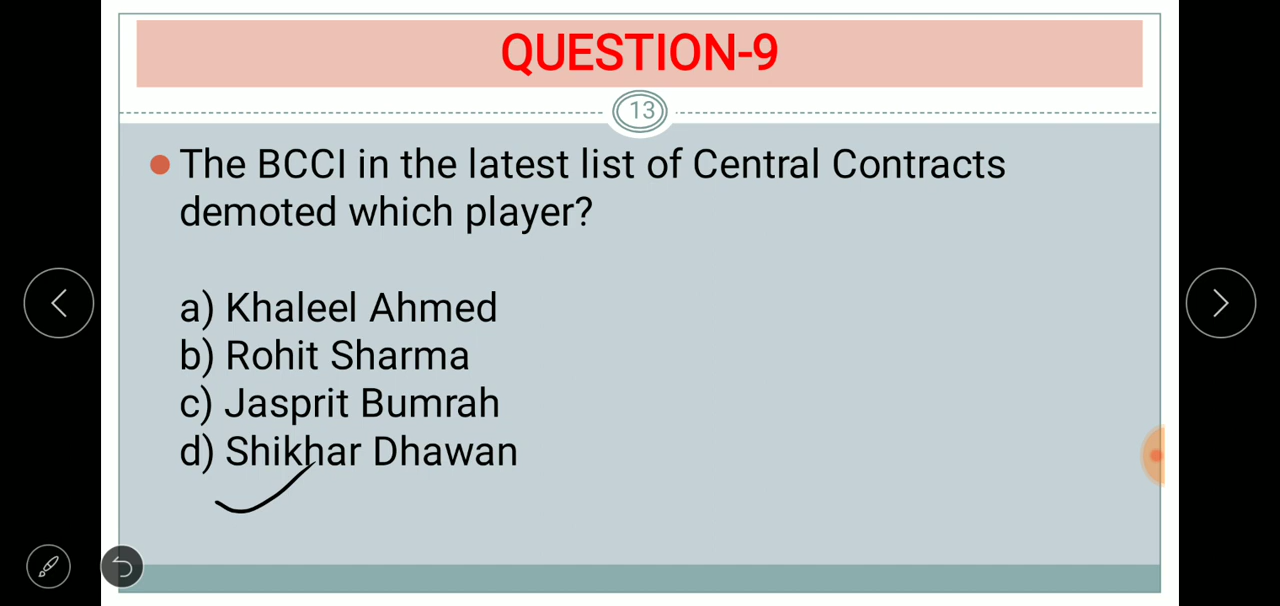 QUESTION-9
13
The BCCI in the latest list of Central Contracts
demoted which player?
a) Khaleel Ahmed
b) Rohit Sharma
c) Jasprit Bumrah
d) Shikhar Dhawan